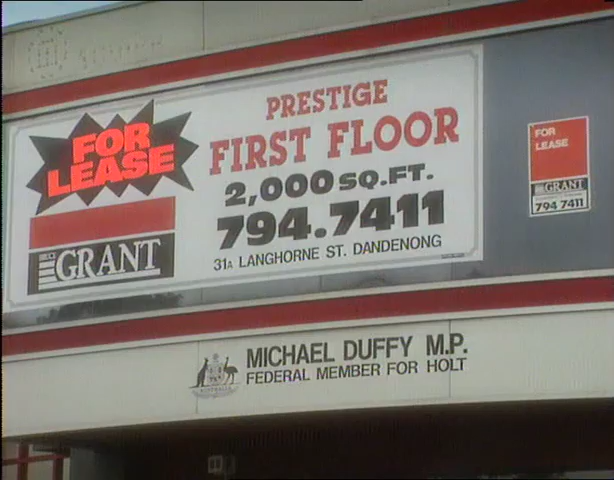 FOR
LEASE
GRANT
PRESTIGE
FIRST FLOOR
2,000 SQ.FT.
794.7411
31A LANGHORNE ST. DANDENONG
FOR
LEASE
GRANT
794 7411
MICHAEL DUFFY M.P.
FEDERAL MEMBER FOR HOLT
AUSTRALIA